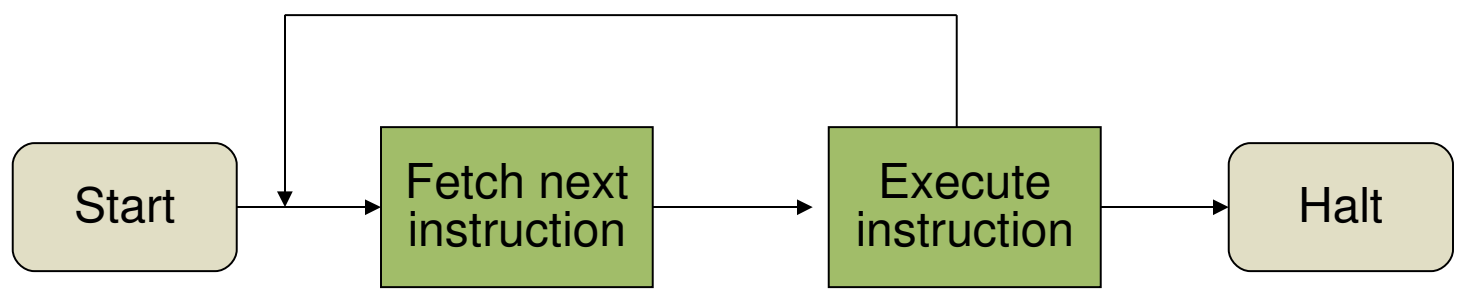 Start
Fetch next
instruction
Execute
instruction
Halt